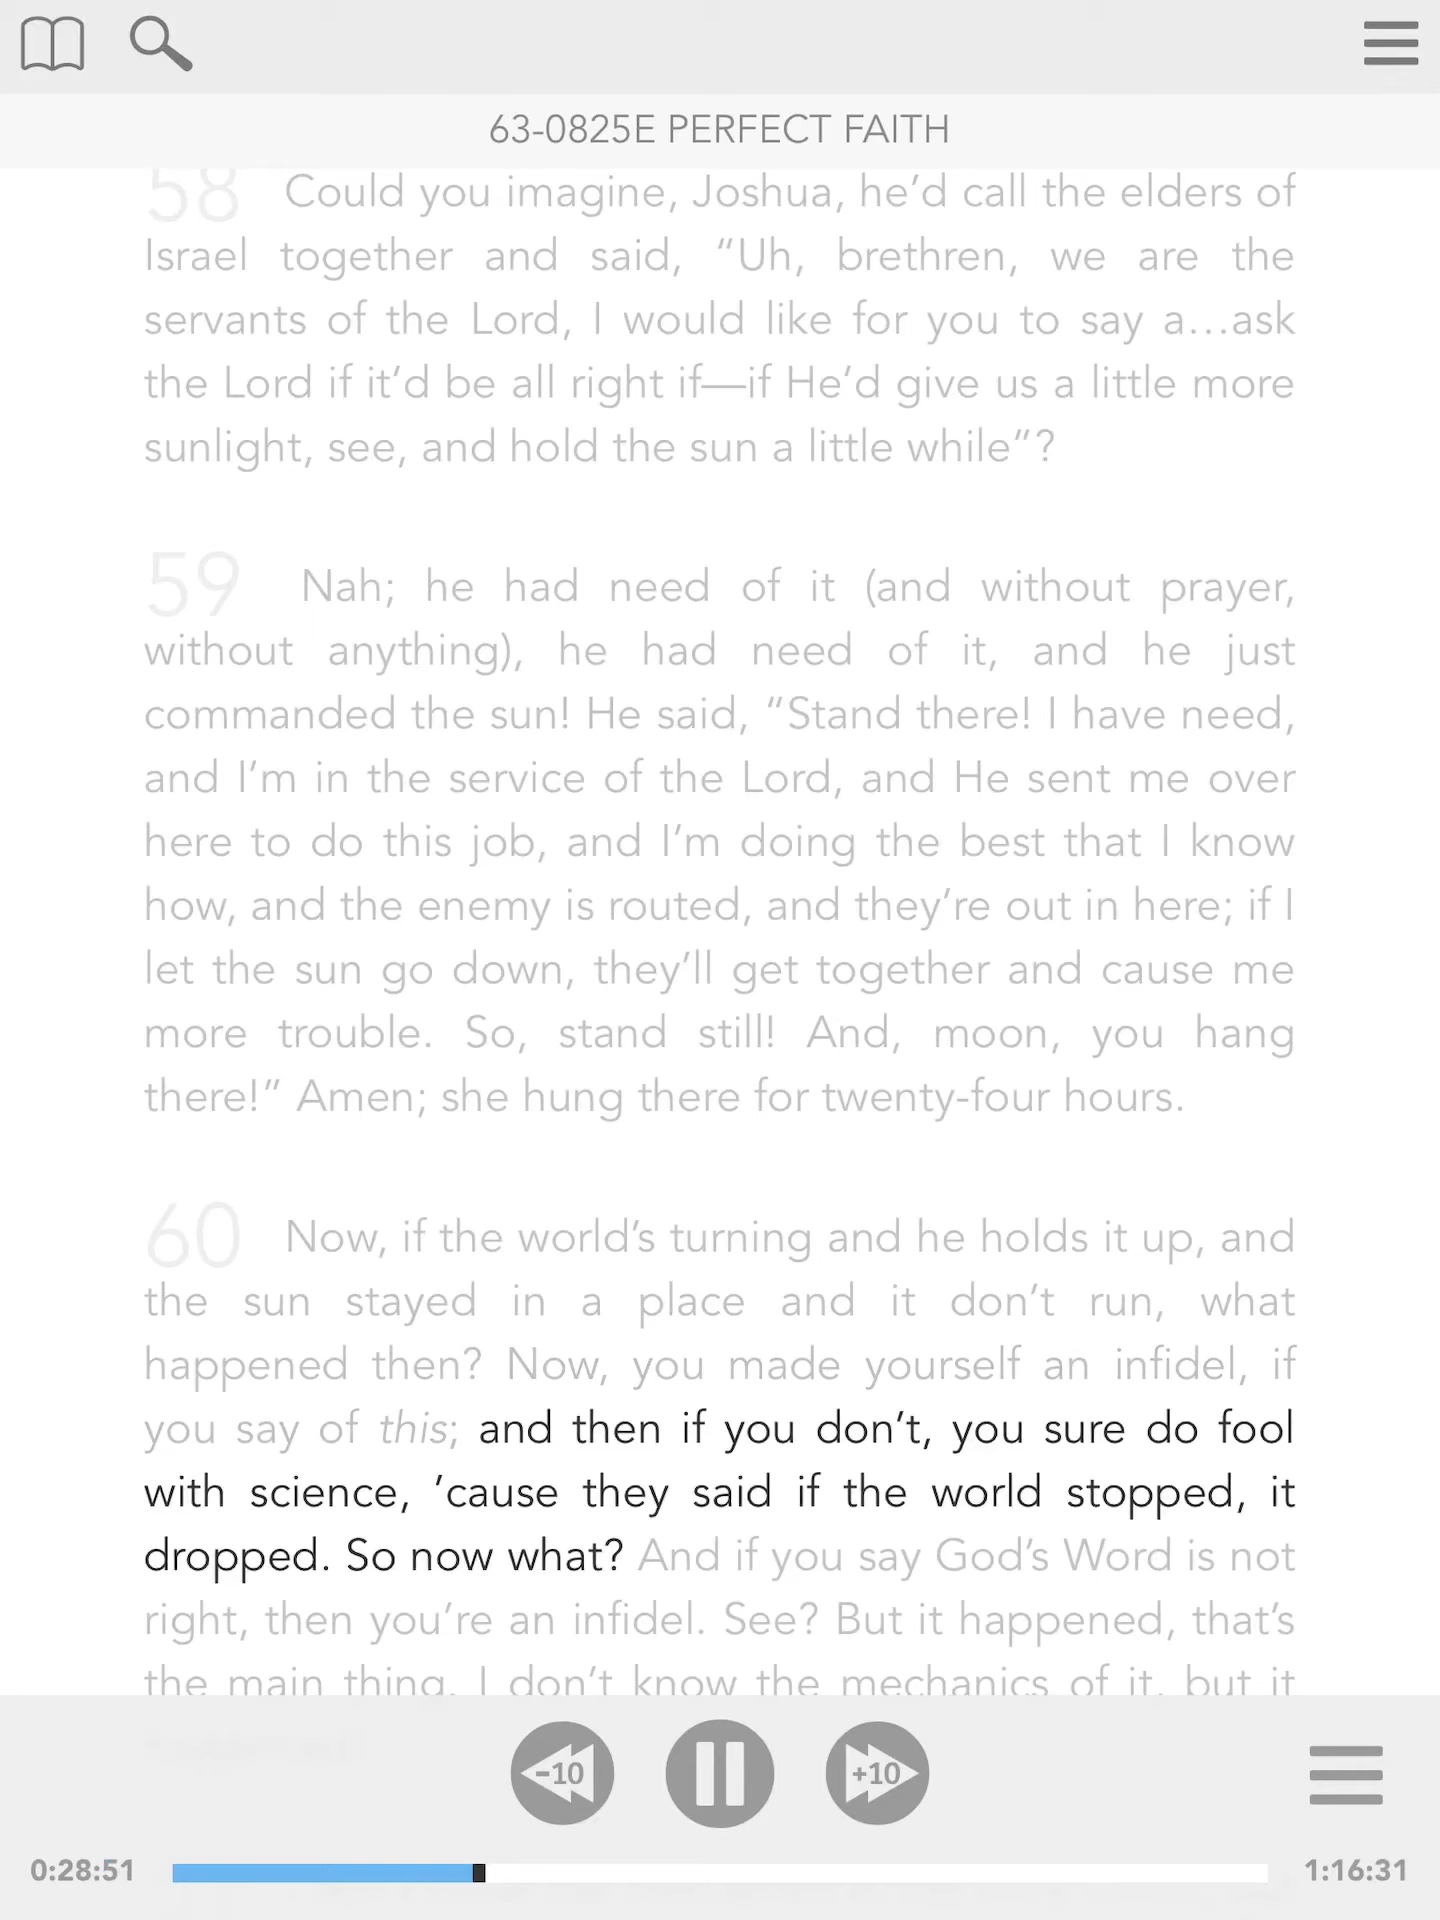 63-0825E PERFECT FAITH
58 Could you imagine, Joshua, he’d call the elders of
Israel together and said, “Uh, brethren, we are the
servants of the Lord, I would like for you to say a…ask
the Lord if it’d be all right if—if He’d give us a little more
sunlight, see, and hold the sun a little while”?
59 Nah; he had need of it (and without prayer,
without anything), he had need of it, and he just
commanded the sun! He said, “Stand there! I have need,
and I’m in the service of the Lord, and He sent me over
here to do this job, and I’m doing the best that I know
how, and the enemy is routed, and they’re out in here; if I
let the sun go down, they’ll get together and cause me
more trouble. So, stand still! And, moon, you hang
there!” Amen; she hung there for twenty-four hours.
60 Now, if the world’s turning and he holds it up, and
the sun stayed in a place and it don’t run, what
happened then? Now, you made yourself an infidel, if
you say of this; and then if you don’t, you sure do fool
with science, ’cause they said if the world stopped, it
dropped. So now what? And if you say God’s Word is not
right, then you’re an infidel. See? But it happened, that’s
the main thing. I don’t know the mechanics of it, but it
-10 +10
0:28:51 1:16:31